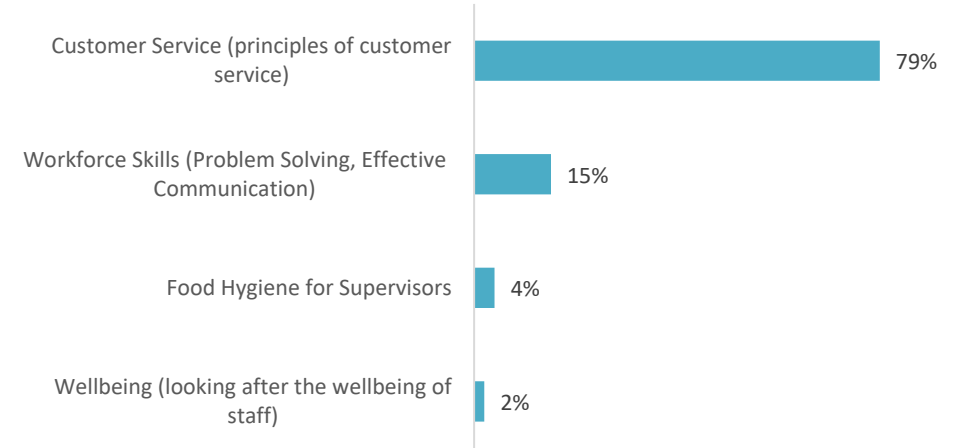 Customer Service (principles of customer
service)
79%
Workforce Skills (Problem Solving, Effective
Communication)
15%
Food Hygiene for Supervisors
4%
Wellbeing (looking after the wellbeing of
staff)
2%